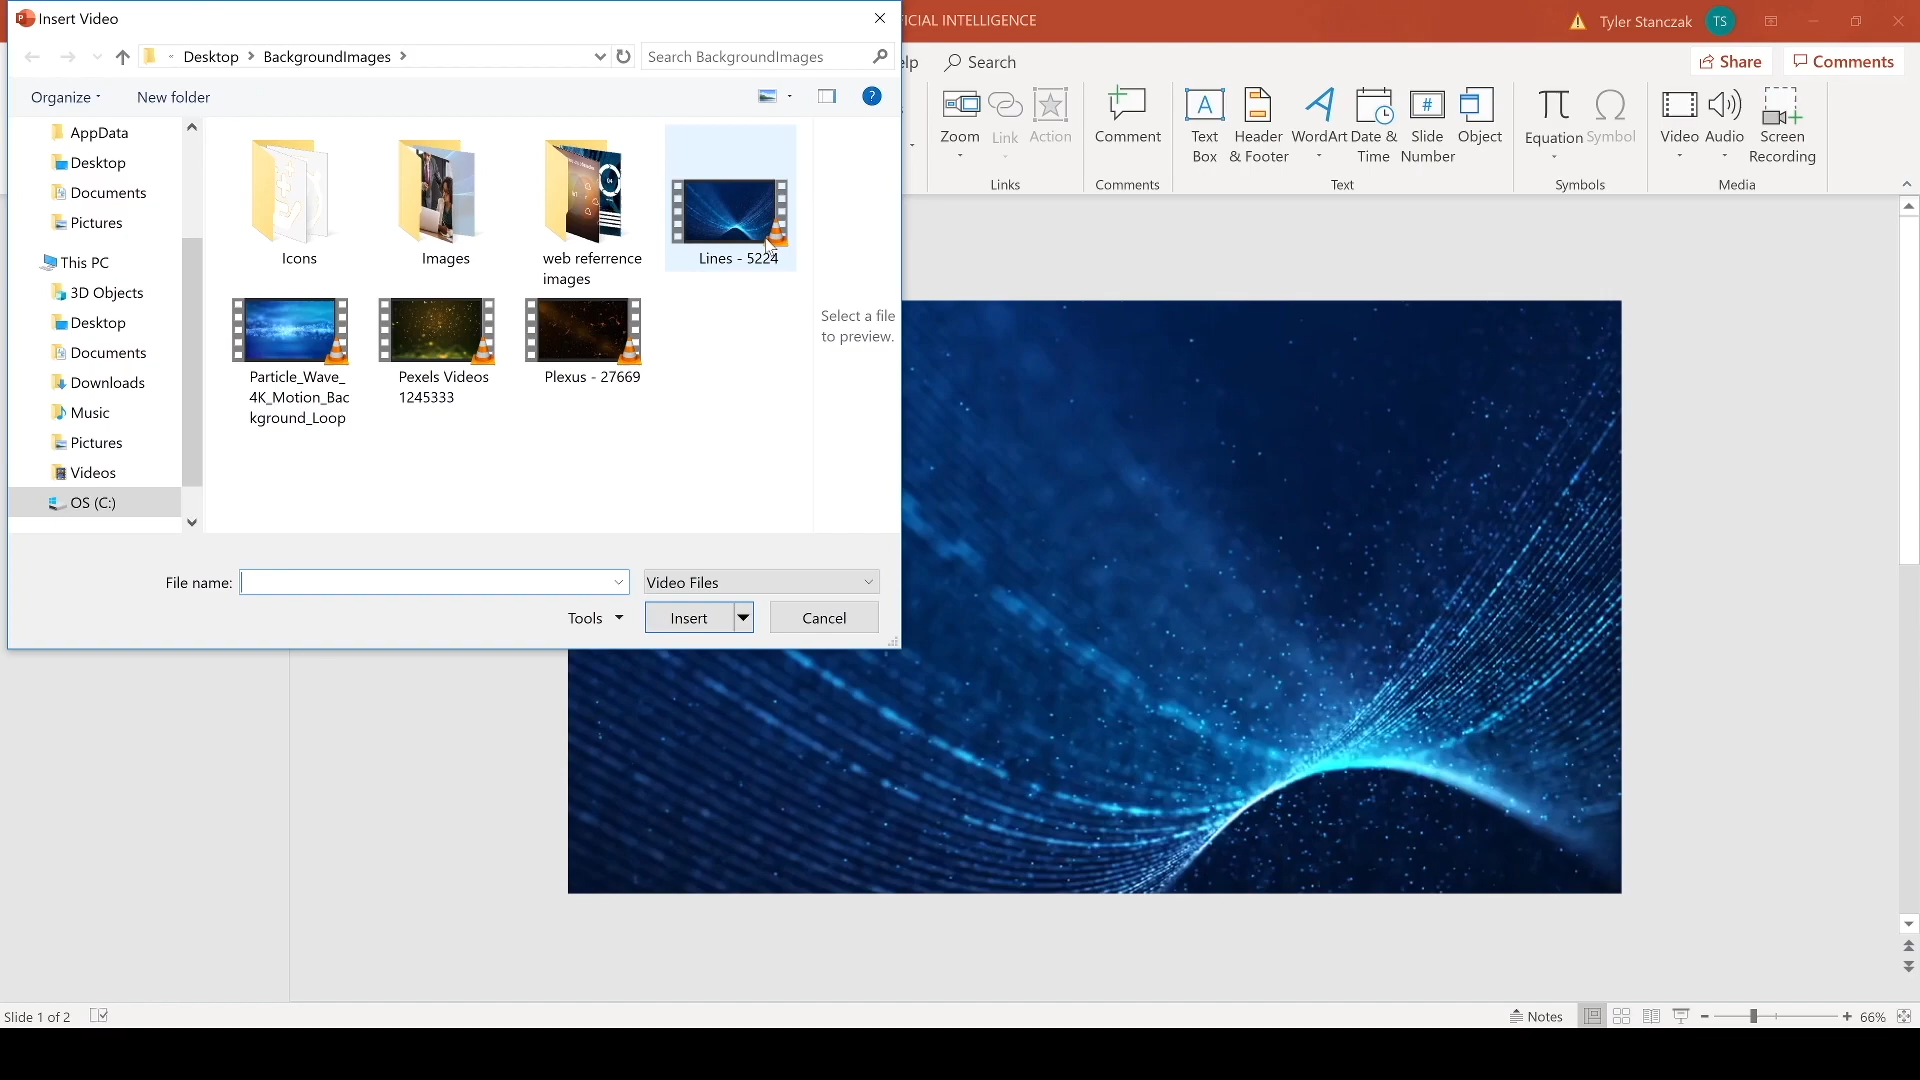 Insert Video
FICIAL INTELLIGENCE
Tyler Stanczak
TS
Desktop
BackgroundImages
Search BackgroundImages
lp
Search
Share
Comments
Organize
New folder
?
AppData
Desktop
Documents
Pictures
This PC
3D Objects
Desktop
Documents
Downloads
Music
Pictures
Videos
OS (C:)
Icons
Images
web referrence
images
Lines - 5224
Particle_Wave_
4K_Motion_Bac
kground_Loop
Pexels Videos
1245333
Plexus - 27669
Select a file
to preview.
File name:
Video Files
Tools
Insert
Cancel
Zoom
Link
Action
Links
Comment
Comments
Text
Box
Header
& Footer
WordArt
Date &
Time
Slide
Number
Object
Text
Equation
Symbol
Symbols
Video
Audio
Screen
Recording
Media
Slide 1 of 2
Notes
66%